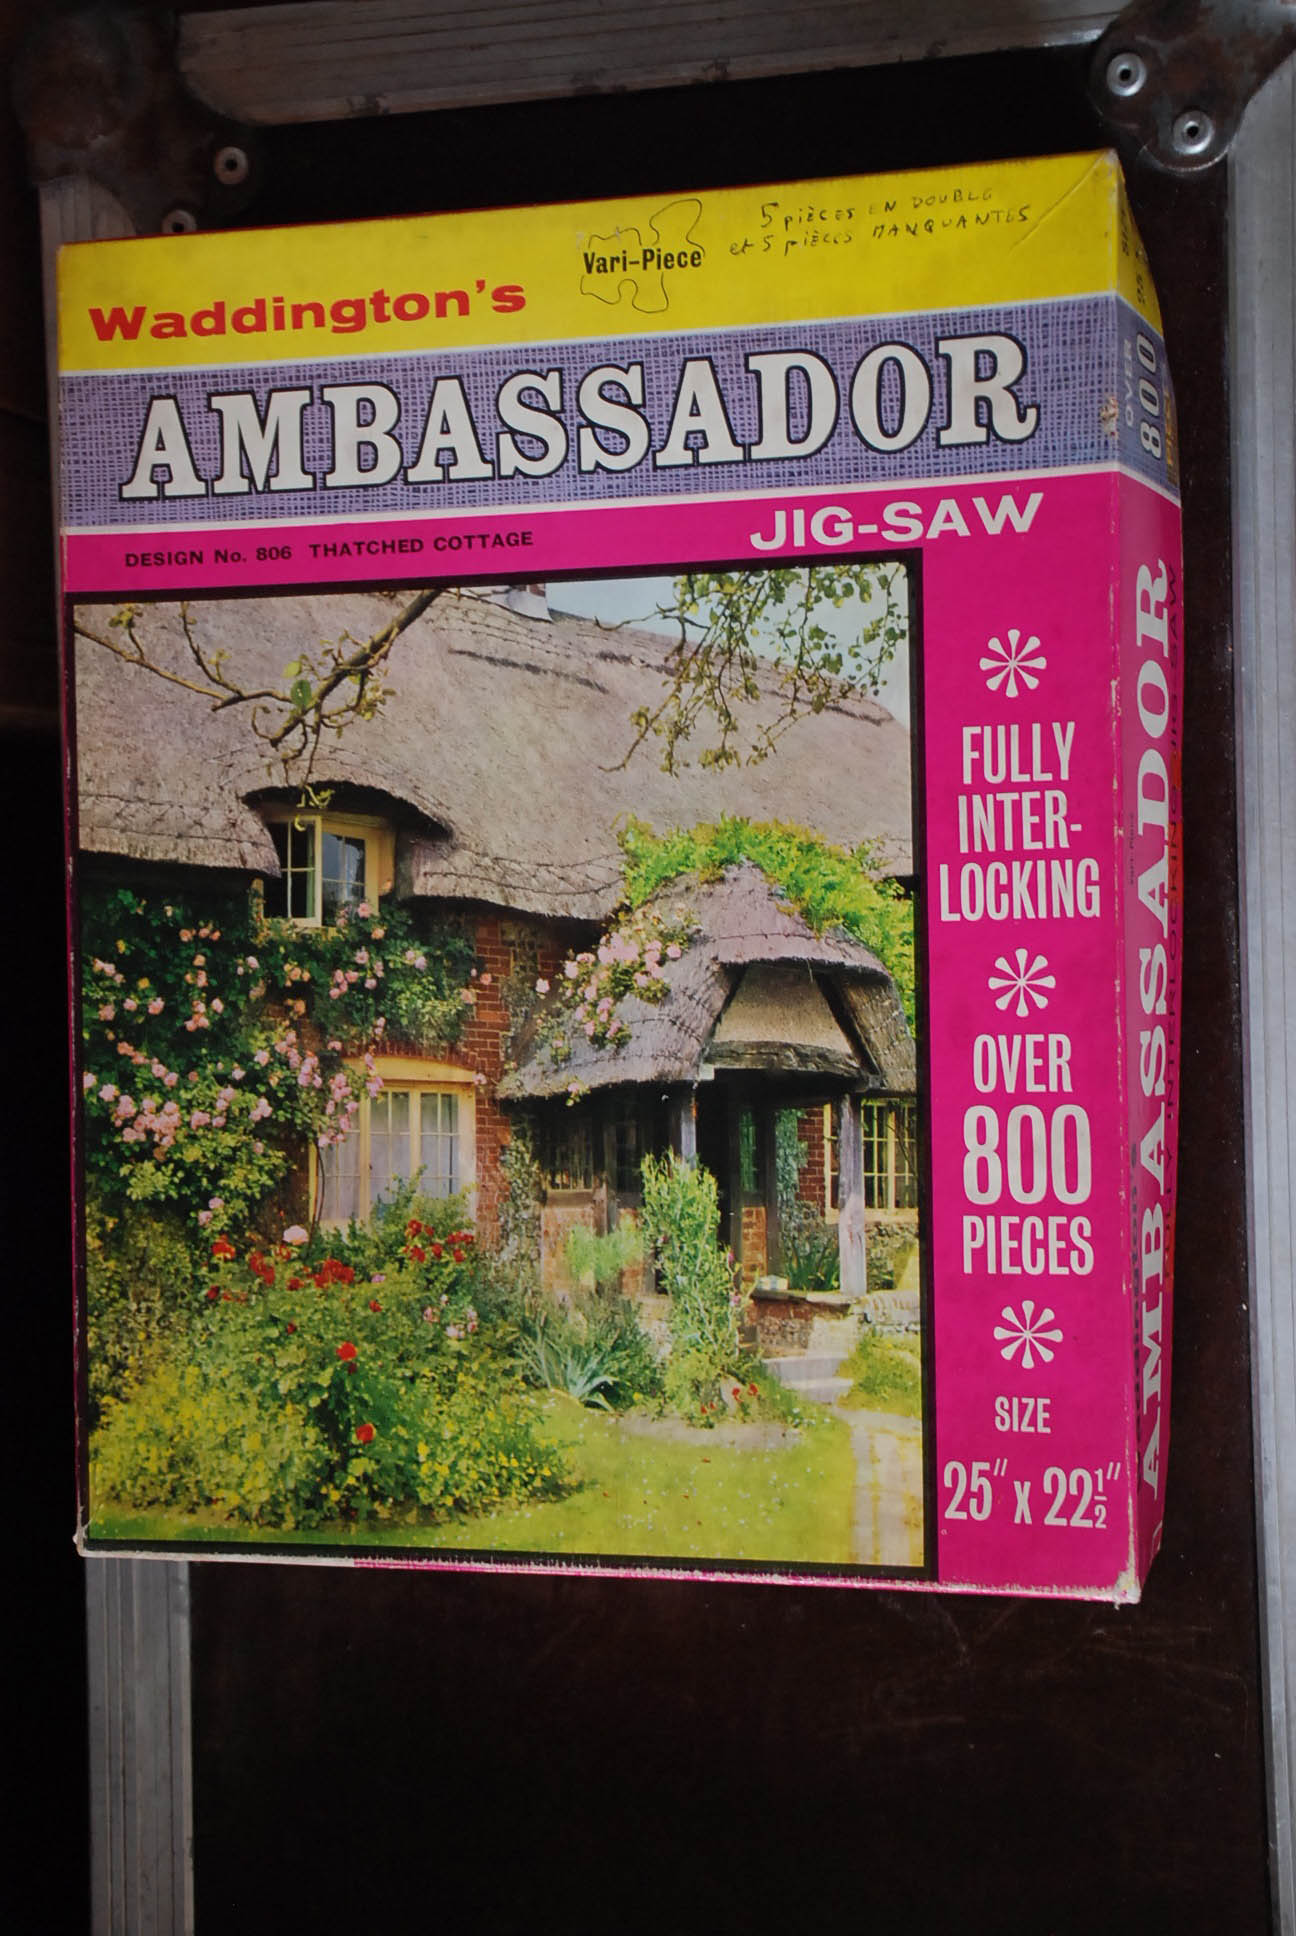 5 pièces EN DOUBLE
et 5 pièces MANQUANTES
Vari-Piece
Waddington's
AMBASSADOR
JIG-SAW
DESIGN No. 806 THATCHED COTTAGE
FULLY
INTER-
LOCKING
OVER
800
PIECES
SIZE
25" x 22½"
OVER
800
AMBASSADOR